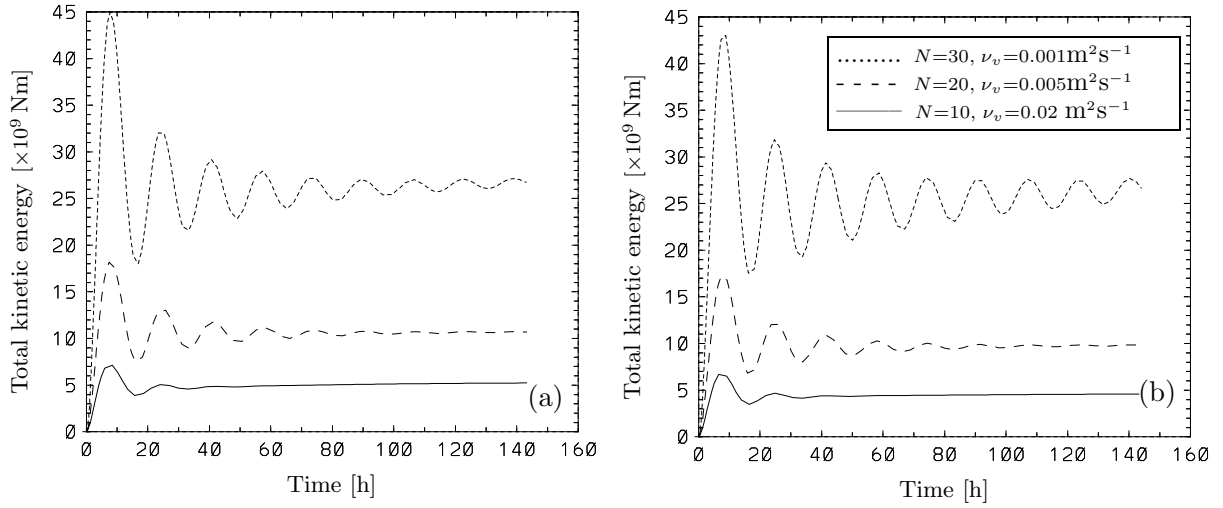 45
40
35
30
25
20
15
10
5
0
Total kinetic energy [×10⁹ Nm]
0 20 40 60 80 100 120 140 160
Time [h]
(a)
45
40
35
30
25
20
15
10
5
0
Total kinetic energy [×10⁹ Nm]
N=30, νᵥ=0.001m²s⁻¹
N=20, νᵥ=0.005m²s⁻¹
N=10, νᵥ=0.02 m²s⁻¹
(b)
0 20 40 60 80 100 120 140 160
Time [h]